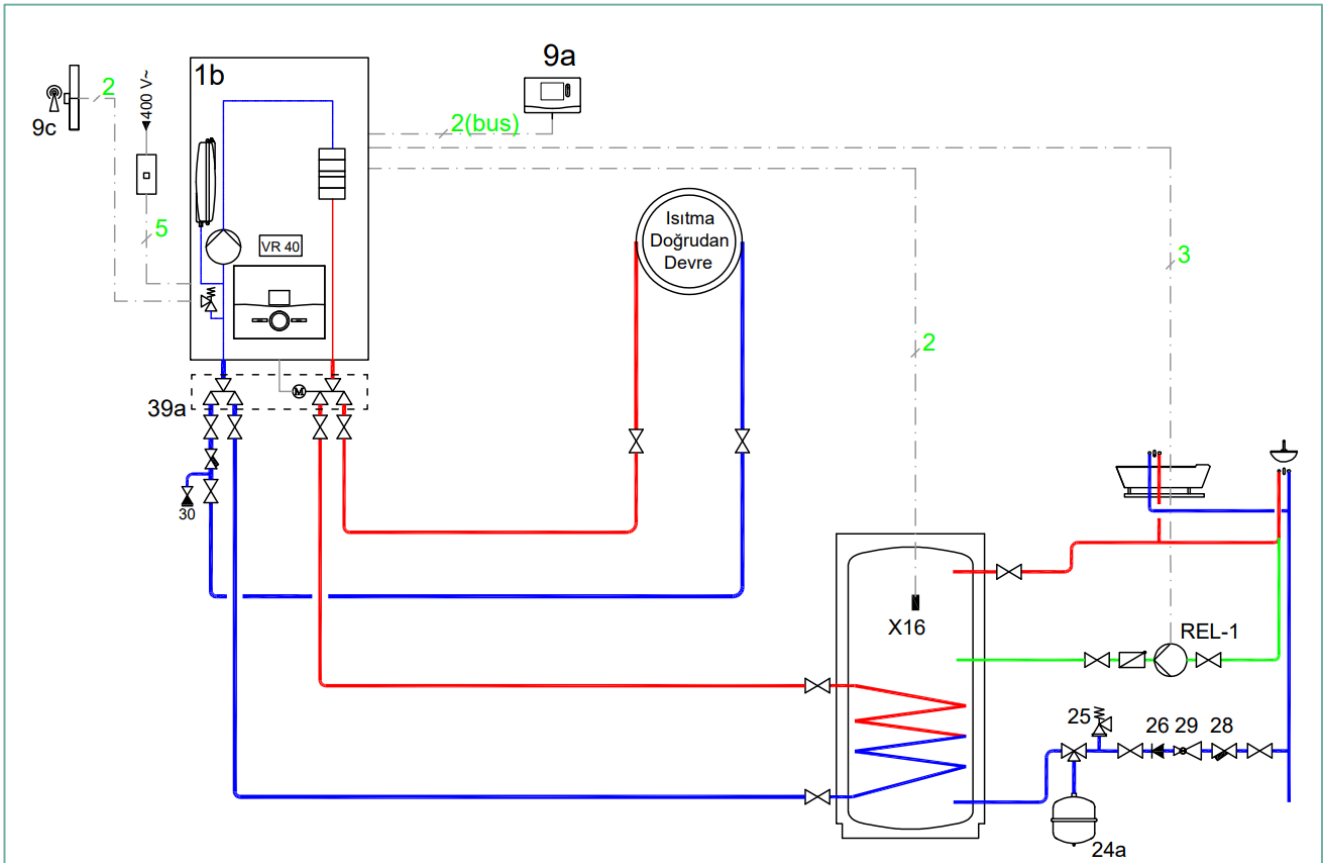 1b
9a
2
400 V~
9c
2(bus)
5
VR 40
Isıtma
Doğrudan
Devre
3
2
M
39a
30
X16
REL-1
25
26
29
28
24a